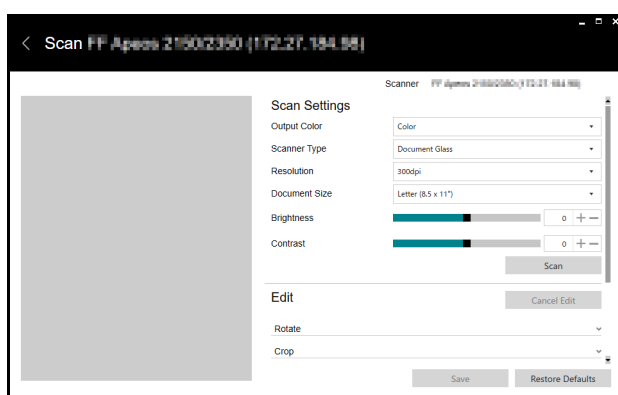 Scan
Scanner
Scan Settings
Output Color Color
Scanner Type Document Glass
Resolution 300dpi
Document Size Letter (8.5 x 11")
Brightness 0
Contrast 0
Scan
Edit Cancel Edit
Rotate
Crop
Save Restore Defaults